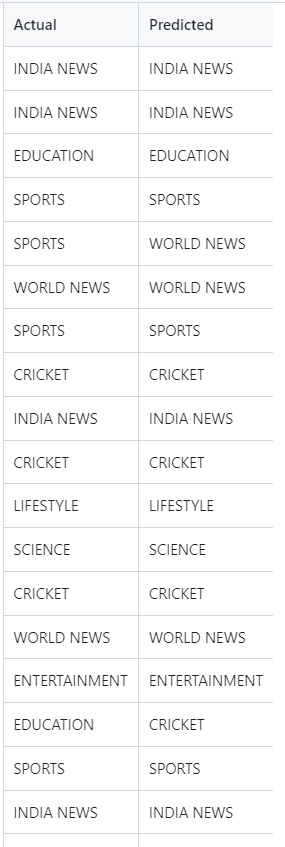 Actual Predicted
INDIA NEWS INDIA NEWS
INDIA NEWS INDIA NEWS
EDUCATION EDUCATION
SPORTS SPORTS
SPORTS WORLD NEWS
WORLD NEWS WORLD NEWS
SPORTS SPORTS
CRICKET CRICKET
INDIA NEWS INDIA NEWS
CRICKET CRICKET
LIFESTYLE LIFESTYLE
SCIENCE SCIENCE
CRICKET CRICKET
WORLD NEWS WORLD NEWS
ENTERTAINMENT ENTERTAINMENT
EDUCATION CRICKET
SPORTS SPORTS
INDIA NEWS INDIA NEWS